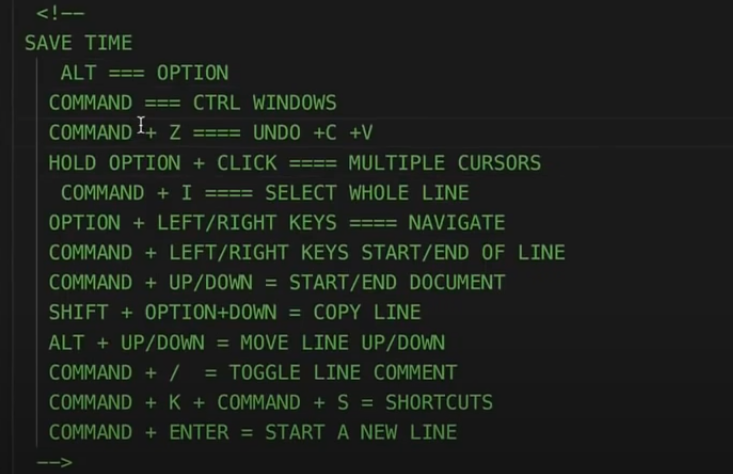 <!--
SAVE TIME
ALT === OPTION
COMMAND === CTRL WINDOWS
COMMAND + Z ==== UNDO +C +V
HOLD OPTION + CLICK ==== MULTIPLE CURSORS
COMMAND + I ==== SELECT WHOLE LINE
OPTION + LEFT/RIGHT KEYS ==== NAVIGATE
COMMAND + LEFT/RIGHT KEYS START/END OF LINE
COMMAND + UP/DOWN = START/END DOCUMENT
SHIFT + OPTION+DOWN = COPY LINE
ALT + UP/DOWN = MOVE LINE UP/DOWN
COMMAND + /  = TOGGLE LINE COMMENT
COMMAND + K + COMMAND + S = SHORTCUTS
COMMAND + ENTER = START A NEW LINE
-->